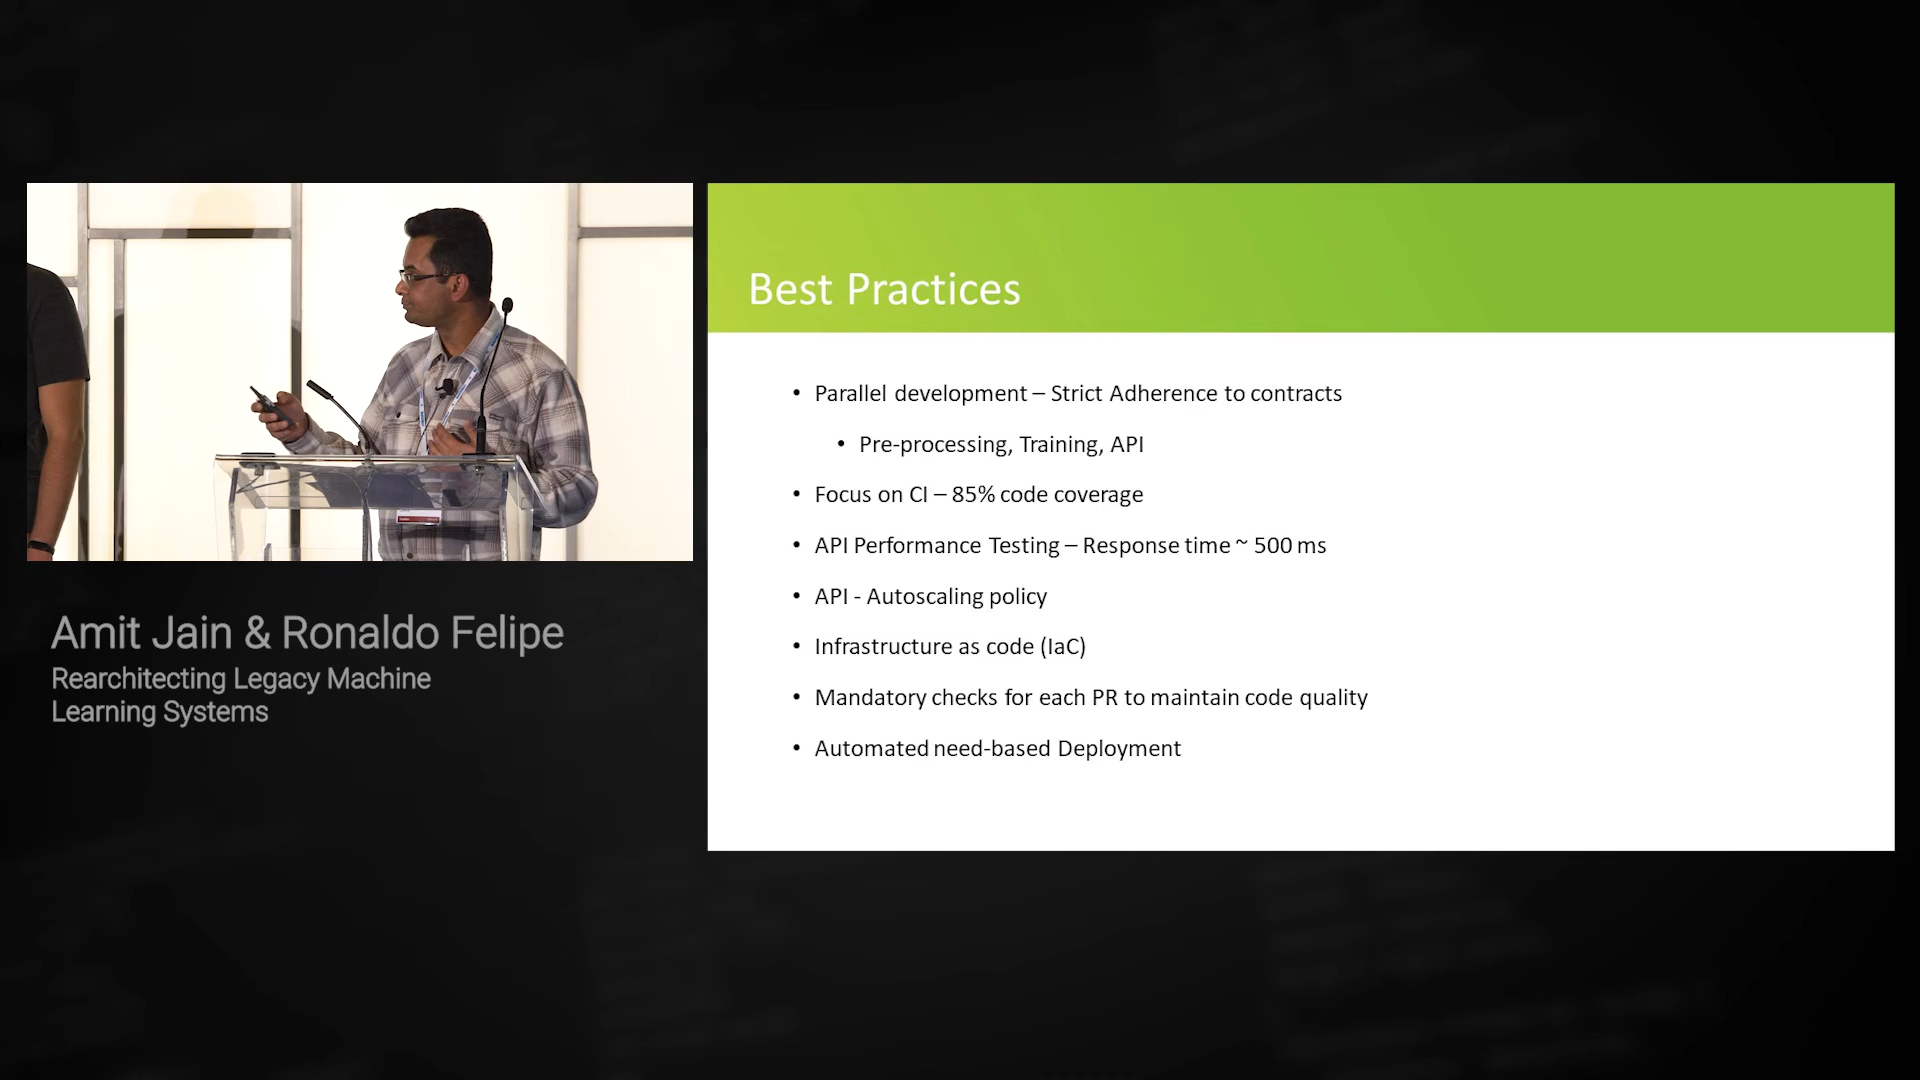 Best Practices
• Parallel development – Strict Adherence to contracts
• Pre-processing, Training, API
• Focus on CI – 85% code coverage
• API Performance Testing – Response time ~ 500 ms
• API - Autoscaling policy
• Infrastructure as code (IaC)
• Mandatory checks for each PR to maintain code quality
• Automated need-based Deployment
Amit Jain & Ronaldo Felipe
Rearchitecting Legacy Machine
Learning Systems